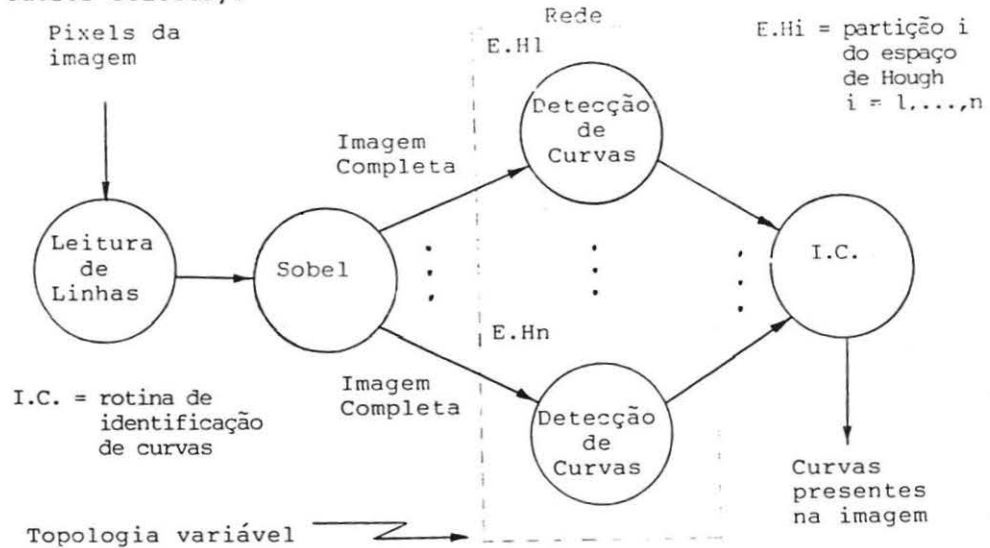 Pixels da
imagem
Rede
E.H1
E.Hi = partição i
do espaço
de Hough
i = 1,...,n
Detecção
de
Curvas
Imagem
Completa
Leitura
de
Linhas
Sobel
I.C.
E.Hn
Imagem
Completa
I.C. = rotina de
identificação
de curvas
Detecção
de
Curvas
Curvas
presentes
na imagem
Topologia variável